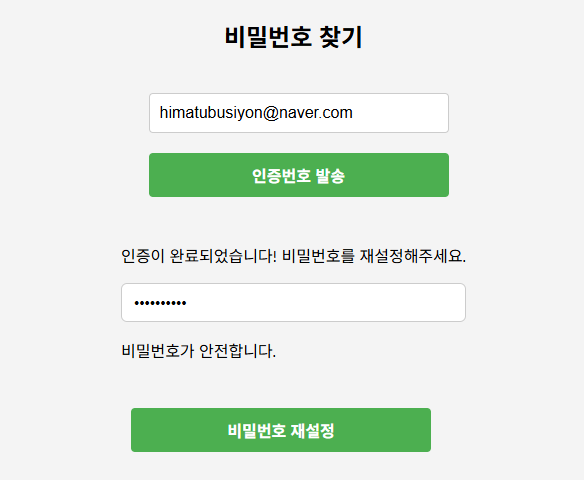 비밀번호 찾기
himatubusiyon@naver.com
인증번호 발송
인증이 완료되었습니다! 비밀번호를 재설정해주세요.
••••••••••
비밀번호가 안전합니다.
비밀번호 재설정